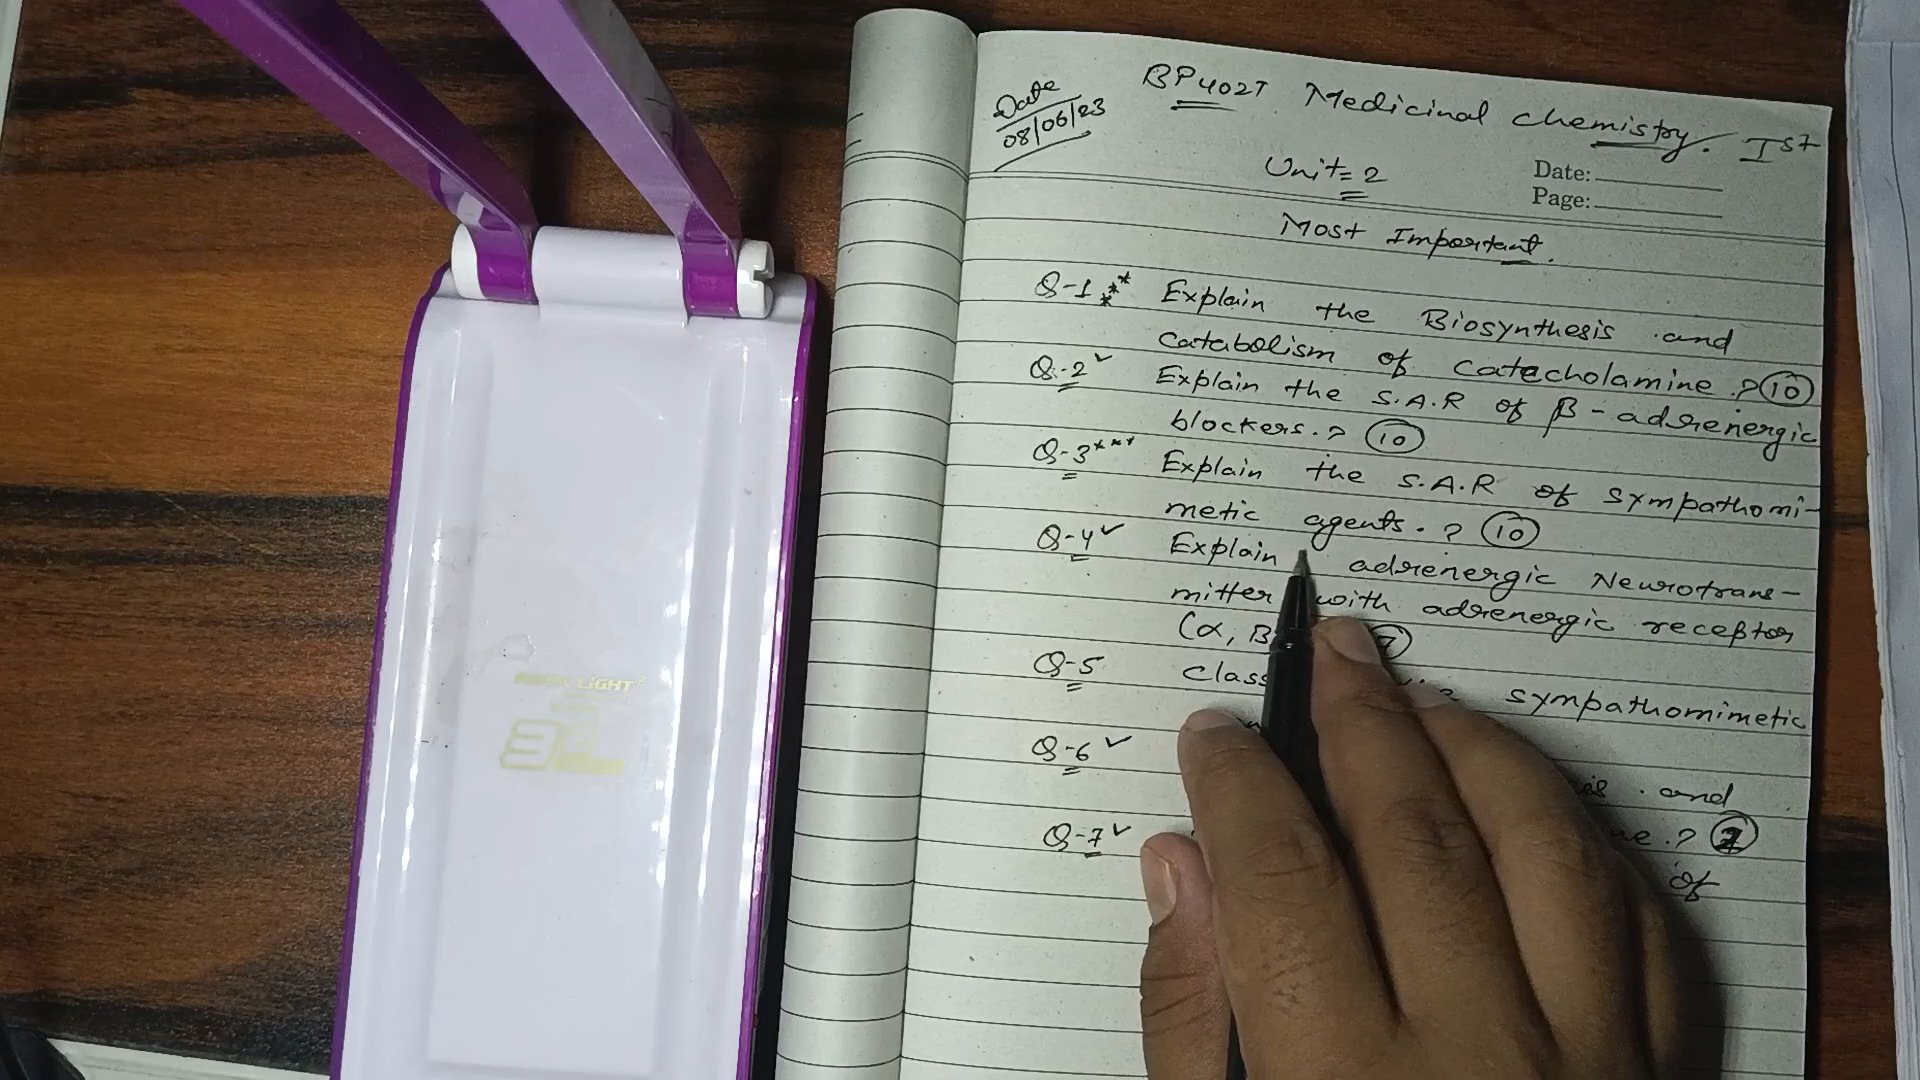 Date
08/06/23
BP402T Medicinal chemistry. Ist
Unit=2
Date:
Page:
Most Important.
Q-1 *** Explain the Biosynthesis and
catabolism of catecholamine.? 10
Q-2 ✓ Explain the S.A.R of β-adrenergic
blockers.? 10
Q-3 *** Explain the S.A.R of sympathomi-
metic agents.? 10
Q-4 ✓ Explain adrenergic Neurotrans-
mitter with adrenergic receptor
(α, B
Q-5 Class sympathomimetic
Q-6 ✓
and
Q-7 ✓ ? 7
of
LiGHT